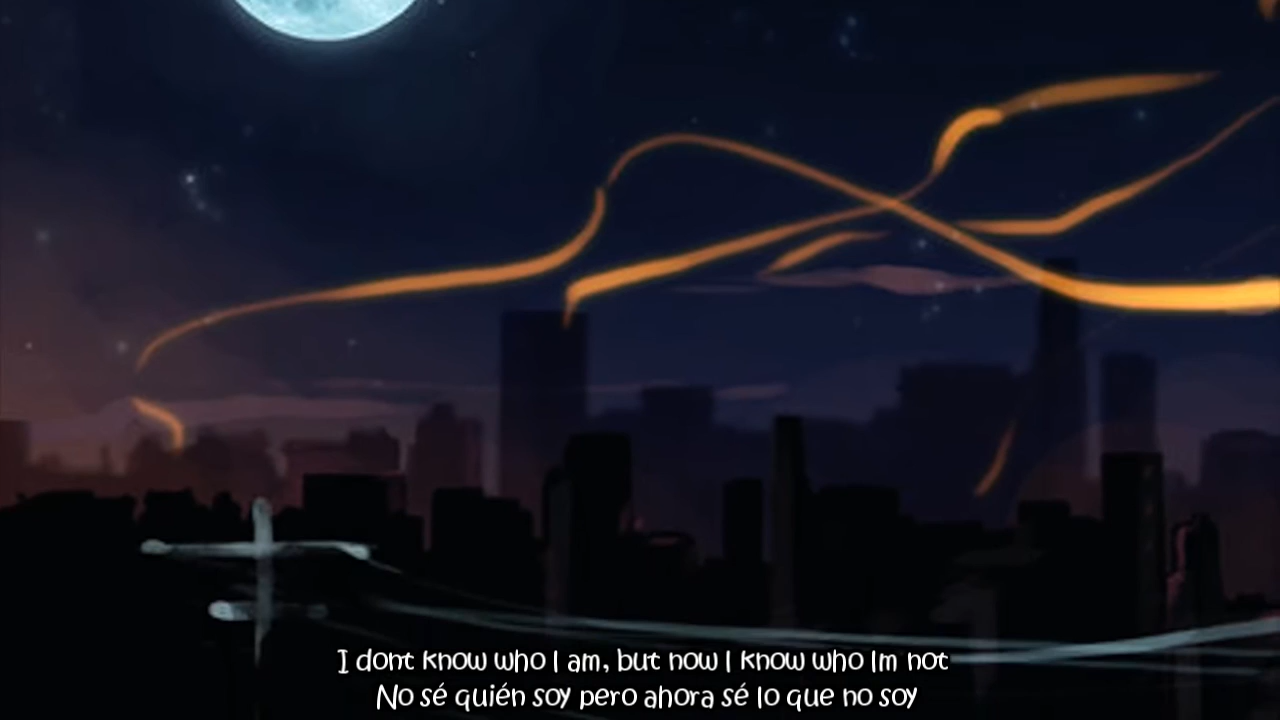 I dont know who I am, but now I know who Im not
No sé quién soy pero ahora sé lo que no soy